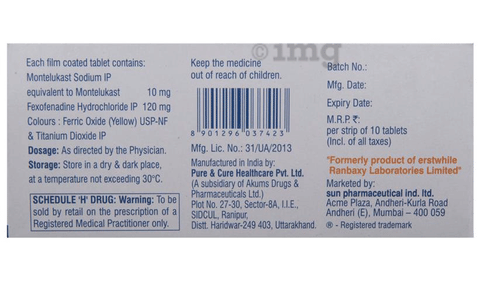 Each film coated tablet contains:
Montelukast Sodium IP
equivalent to Montelukast 10 mg
Fexofenadine Hydrochloride IP 120 mg
Colours : Ferric Oxide (Yellow) USP-NF
& Titanium Dioxide IP
Dosage: As directed by the Physician.
Storage: Store in a dry & dark place,
at a temperature not exceeding 30°C.
SCHEDULE 'H' DRUG: Warning: To be
sold by retail on the prescription of a
Registered Medical Practitioner only.
©img
Keep the medicine
out of reach of children.
8 901296 037423
Mfg. Lic. No.: 31/UA/2013
Manufactured in India by:
Pure & Cure Healthcare Pvt. Ltd.
(A subsidiary of Akums Drugs &
Pharmaceuticals Ltd.)
Plot No. 27-30, Sector-8A, I.I.E.,
SIDCUL, Ranipur,
Distt. Haridwar-249 403, Uttarakhand.
Batch No.:
Mfg. Date:
Expiry Date:
M.R.P. ₹:
per strip of 10 tablets
(Incl. of all taxes)
"Formerly product of erstwhile
Ranbaxy Laboratories Limited"
Marketed by:
sun pharmaceutical ind. ltd.
Acme Plaza, Andheri-Kurla Road
Andheri (E), Mumbai – 400 059
® - Registered trademark